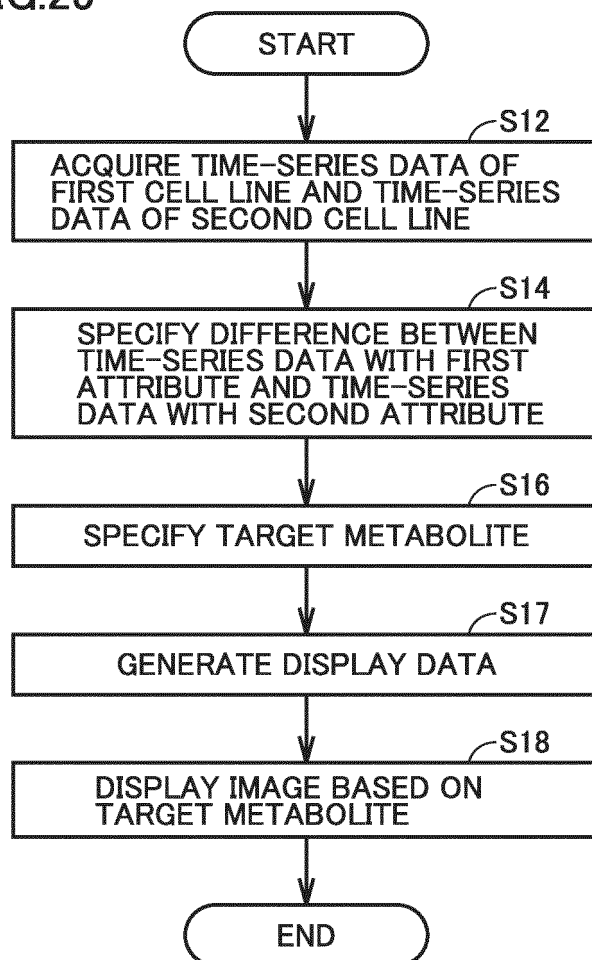 START
S12
ACQUIRE TIME-SERIES DATA OF
FIRST CELL LINE AND TIME-SERIES
DATA OF SECOND CELL LINE
S14
SPECIFY DIFFERENCE BETWEEN
TIME-SERIES DATA WITH FIRST
ATTRIBUTE AND TIME-SERIES
DATA WITH SECOND ATTRIBUTE
S16
SPECIFY TARGET METABOLITE
S17
GENERATE DISPLAY DATA
S18
DISPLAY IMAGE BASED ON
TARGET METABOLITE
END